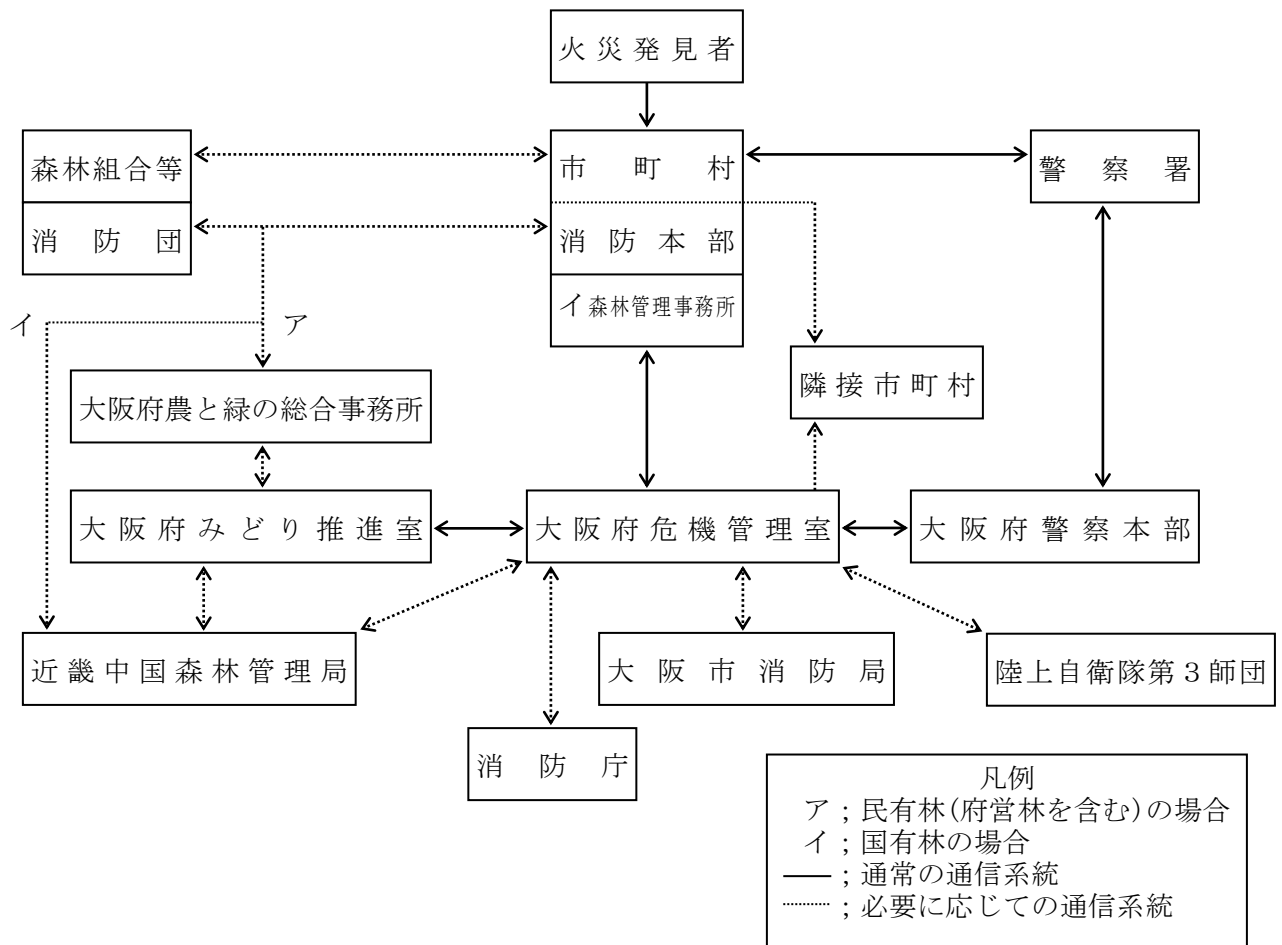 火災発見者
森林組合等
市町村
警察署
消防団
消防本部
イ森林管理事務所
イ
ア
隣接市町村
大阪府農と緑の総合事務所
大阪府みどり推進室
大阪府危機管理室
大阪府警察本部
近畿中国森林管理局
大阪市消防局
陸上自衛隊第３師団
消防庁
凡例
ア；民有林(府営林を含む)の場合
イ；国有林の場合
；通常の通信系統
；必要に応じての通信系統